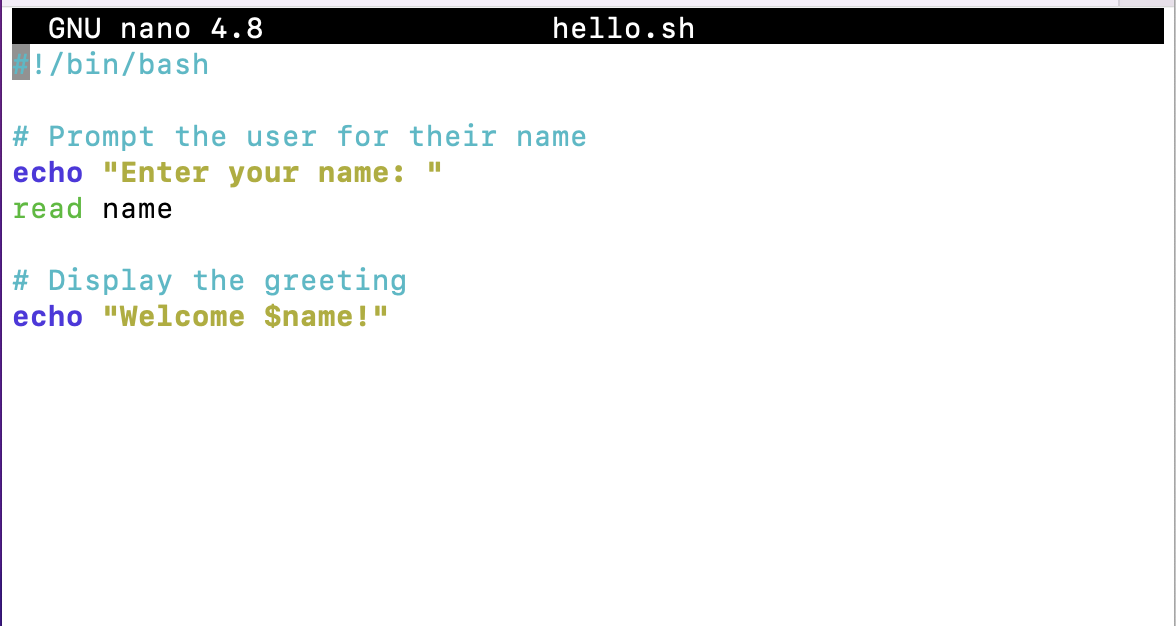 GNU nano 4.8 hello.sh
#!/bin/bash
# Prompt the user for their name
echo "Enter your name: "
read name
# Display the greeting
echo "Welcome $name!"